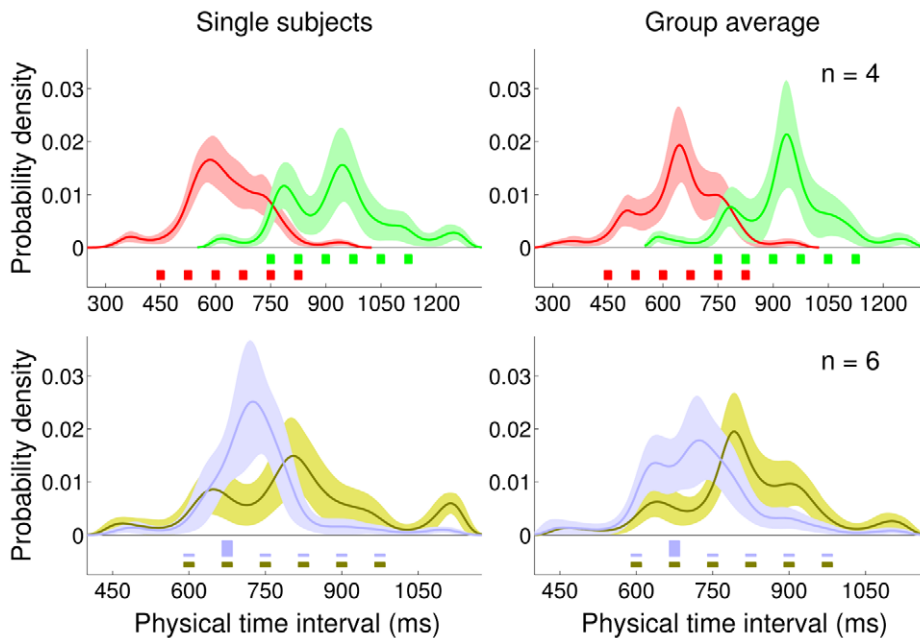 Single subjects
Group average
Probability density
0.03
0.02
0.01
0
300 450 600 750 900 1050 1200
n = 4
0.03
0.02
0.01
0
300 450 600 750 900 1050 1200
Probability density
0.03
0.02
0.01
0
450 600 750 900 1050
Physical time interval (ms)
n = 6
0.03
0.02
0.01
0
450 600 750 900 1050
Physical time interval (ms)